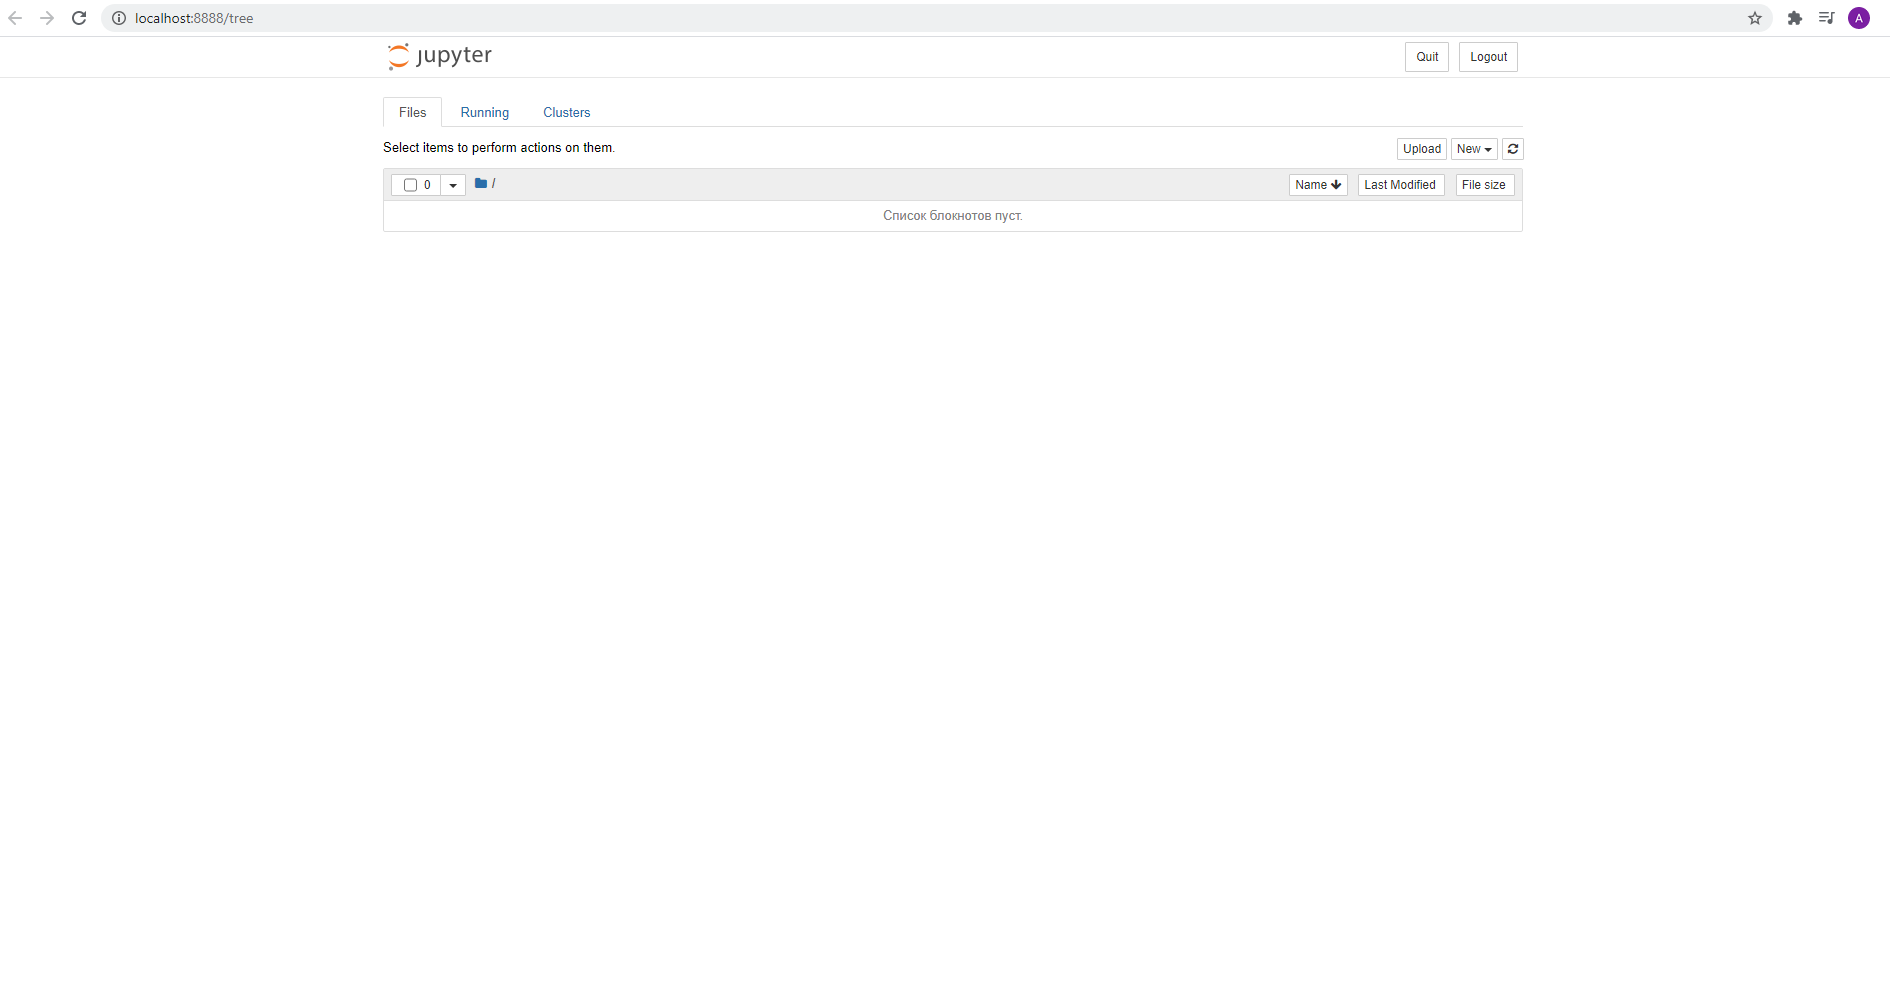 localhost:8888/tree
A
jupyter
Quit
Logout
Files
Running
Clusters
Select items to perform actions on them.
Upload
New
0
/
Name
Last Modified
File size
Список блокнотов пуст.